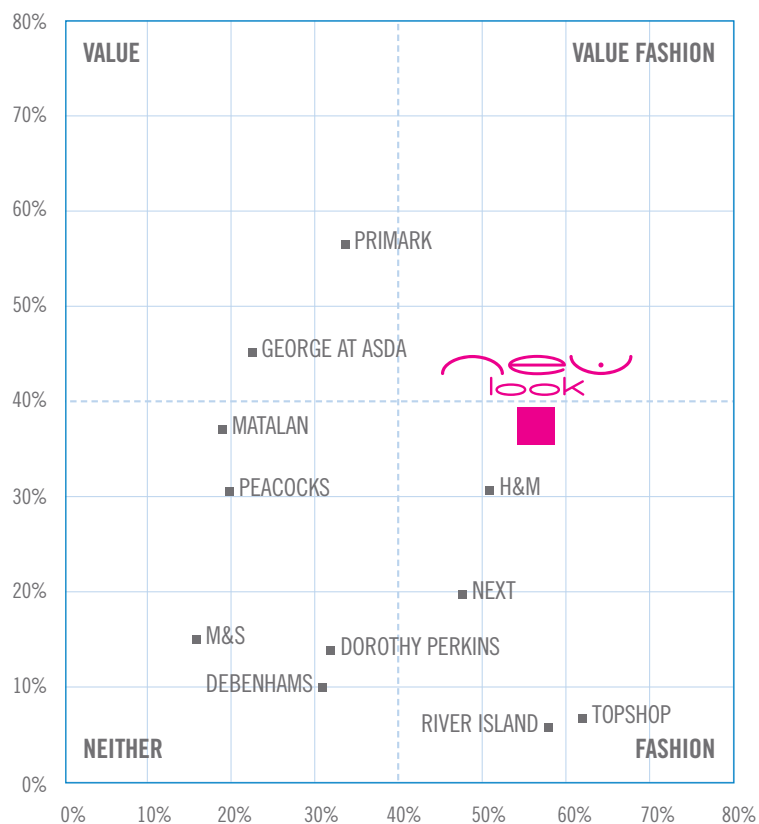 80%
VALUE
VALUE FASHION
70%
60%
PRIMARK
50%
GEORGE AT ASDA
new
look
40%
MATALAN
PEACOCKS
H&M
30%
20%
NEXT
M&S
DOROTHY PERKINS
DEBENHAMS
10%
TOPSHOP
RIVER ISLAND
NEITHER
FASHION
0%
0% 10% 20% 30% 40% 50% 60% 70% 80%